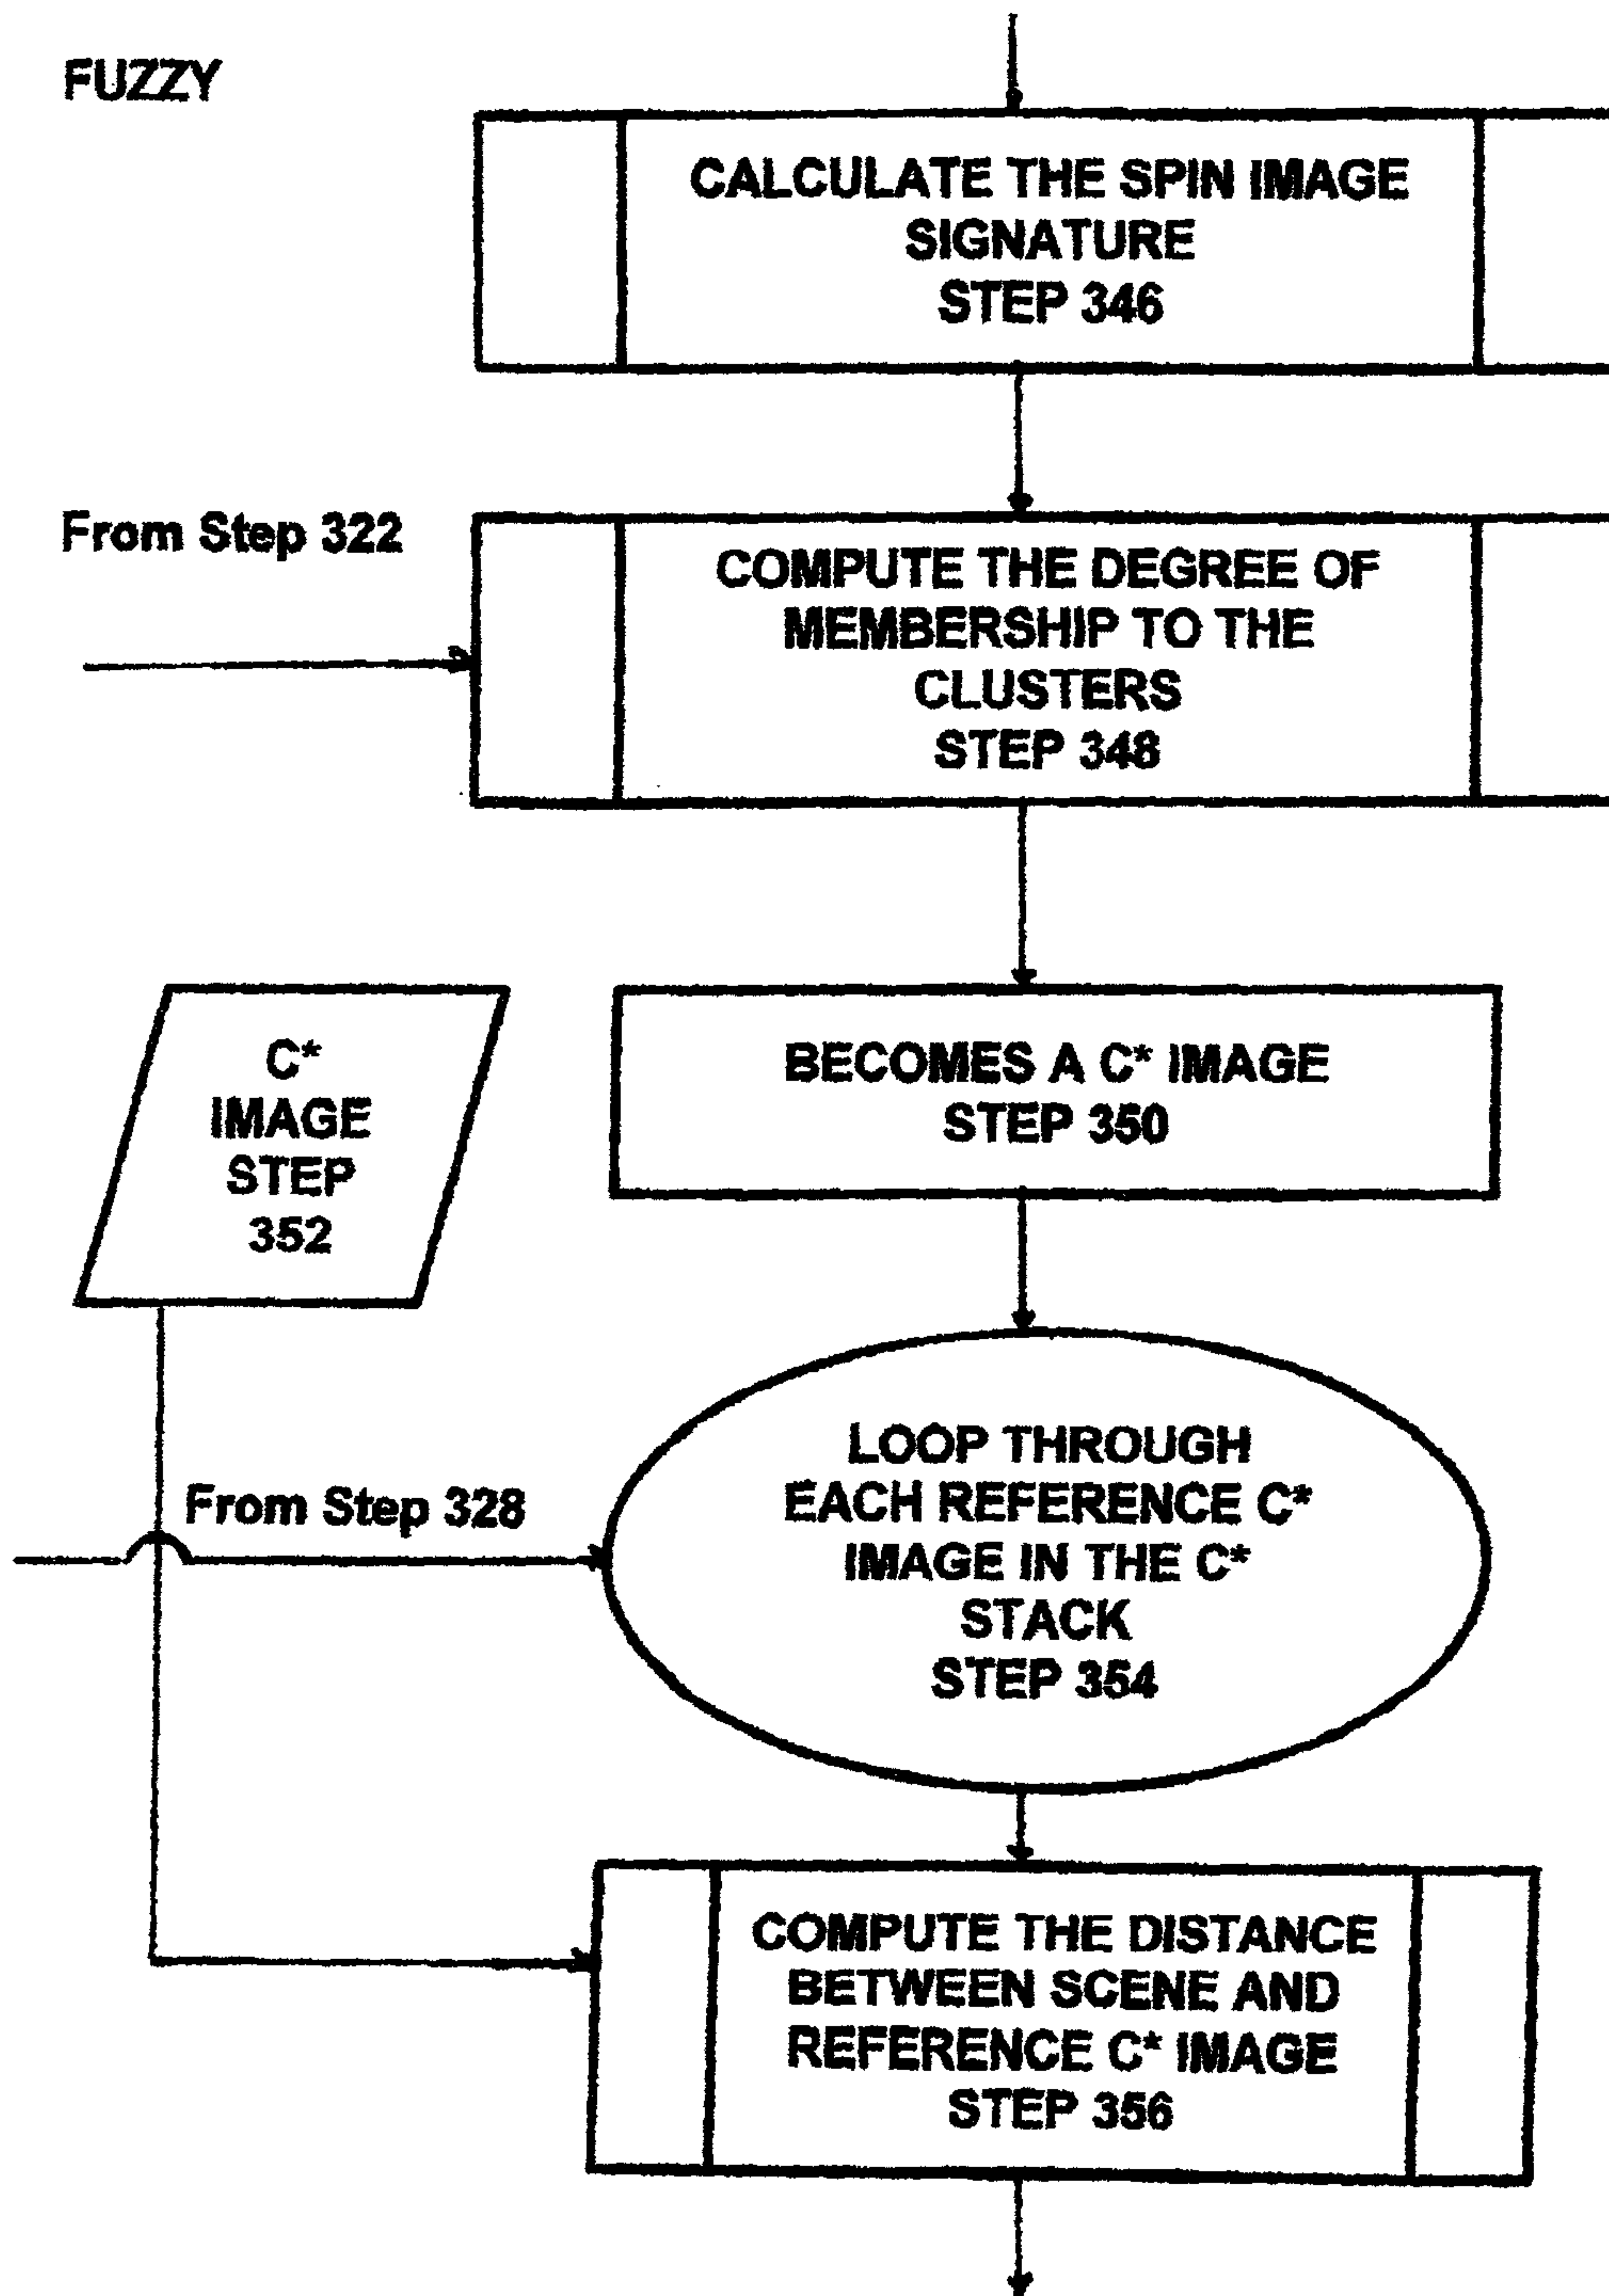 FUZZY
CALCULATE THE SPIN IMAGE
SIGNATURE
STEP 346
From Step 322
COMPUTE THE DEGREE OF
MEMBERSHIP TO THE
CLUSTERS
STEP 348
C*
IMAGE
STEP
352
BECOMES A C* IMAGE
STEP 350
From Step 328
LOOP THROUGH
EACH REFERENCE C*
IMAGE IN THE C*
STACK
STEP 354
COMPUTE THE DISTANCE
BETWEEN SCENE AND
REFERENCE C* IMAGE
STEP 356